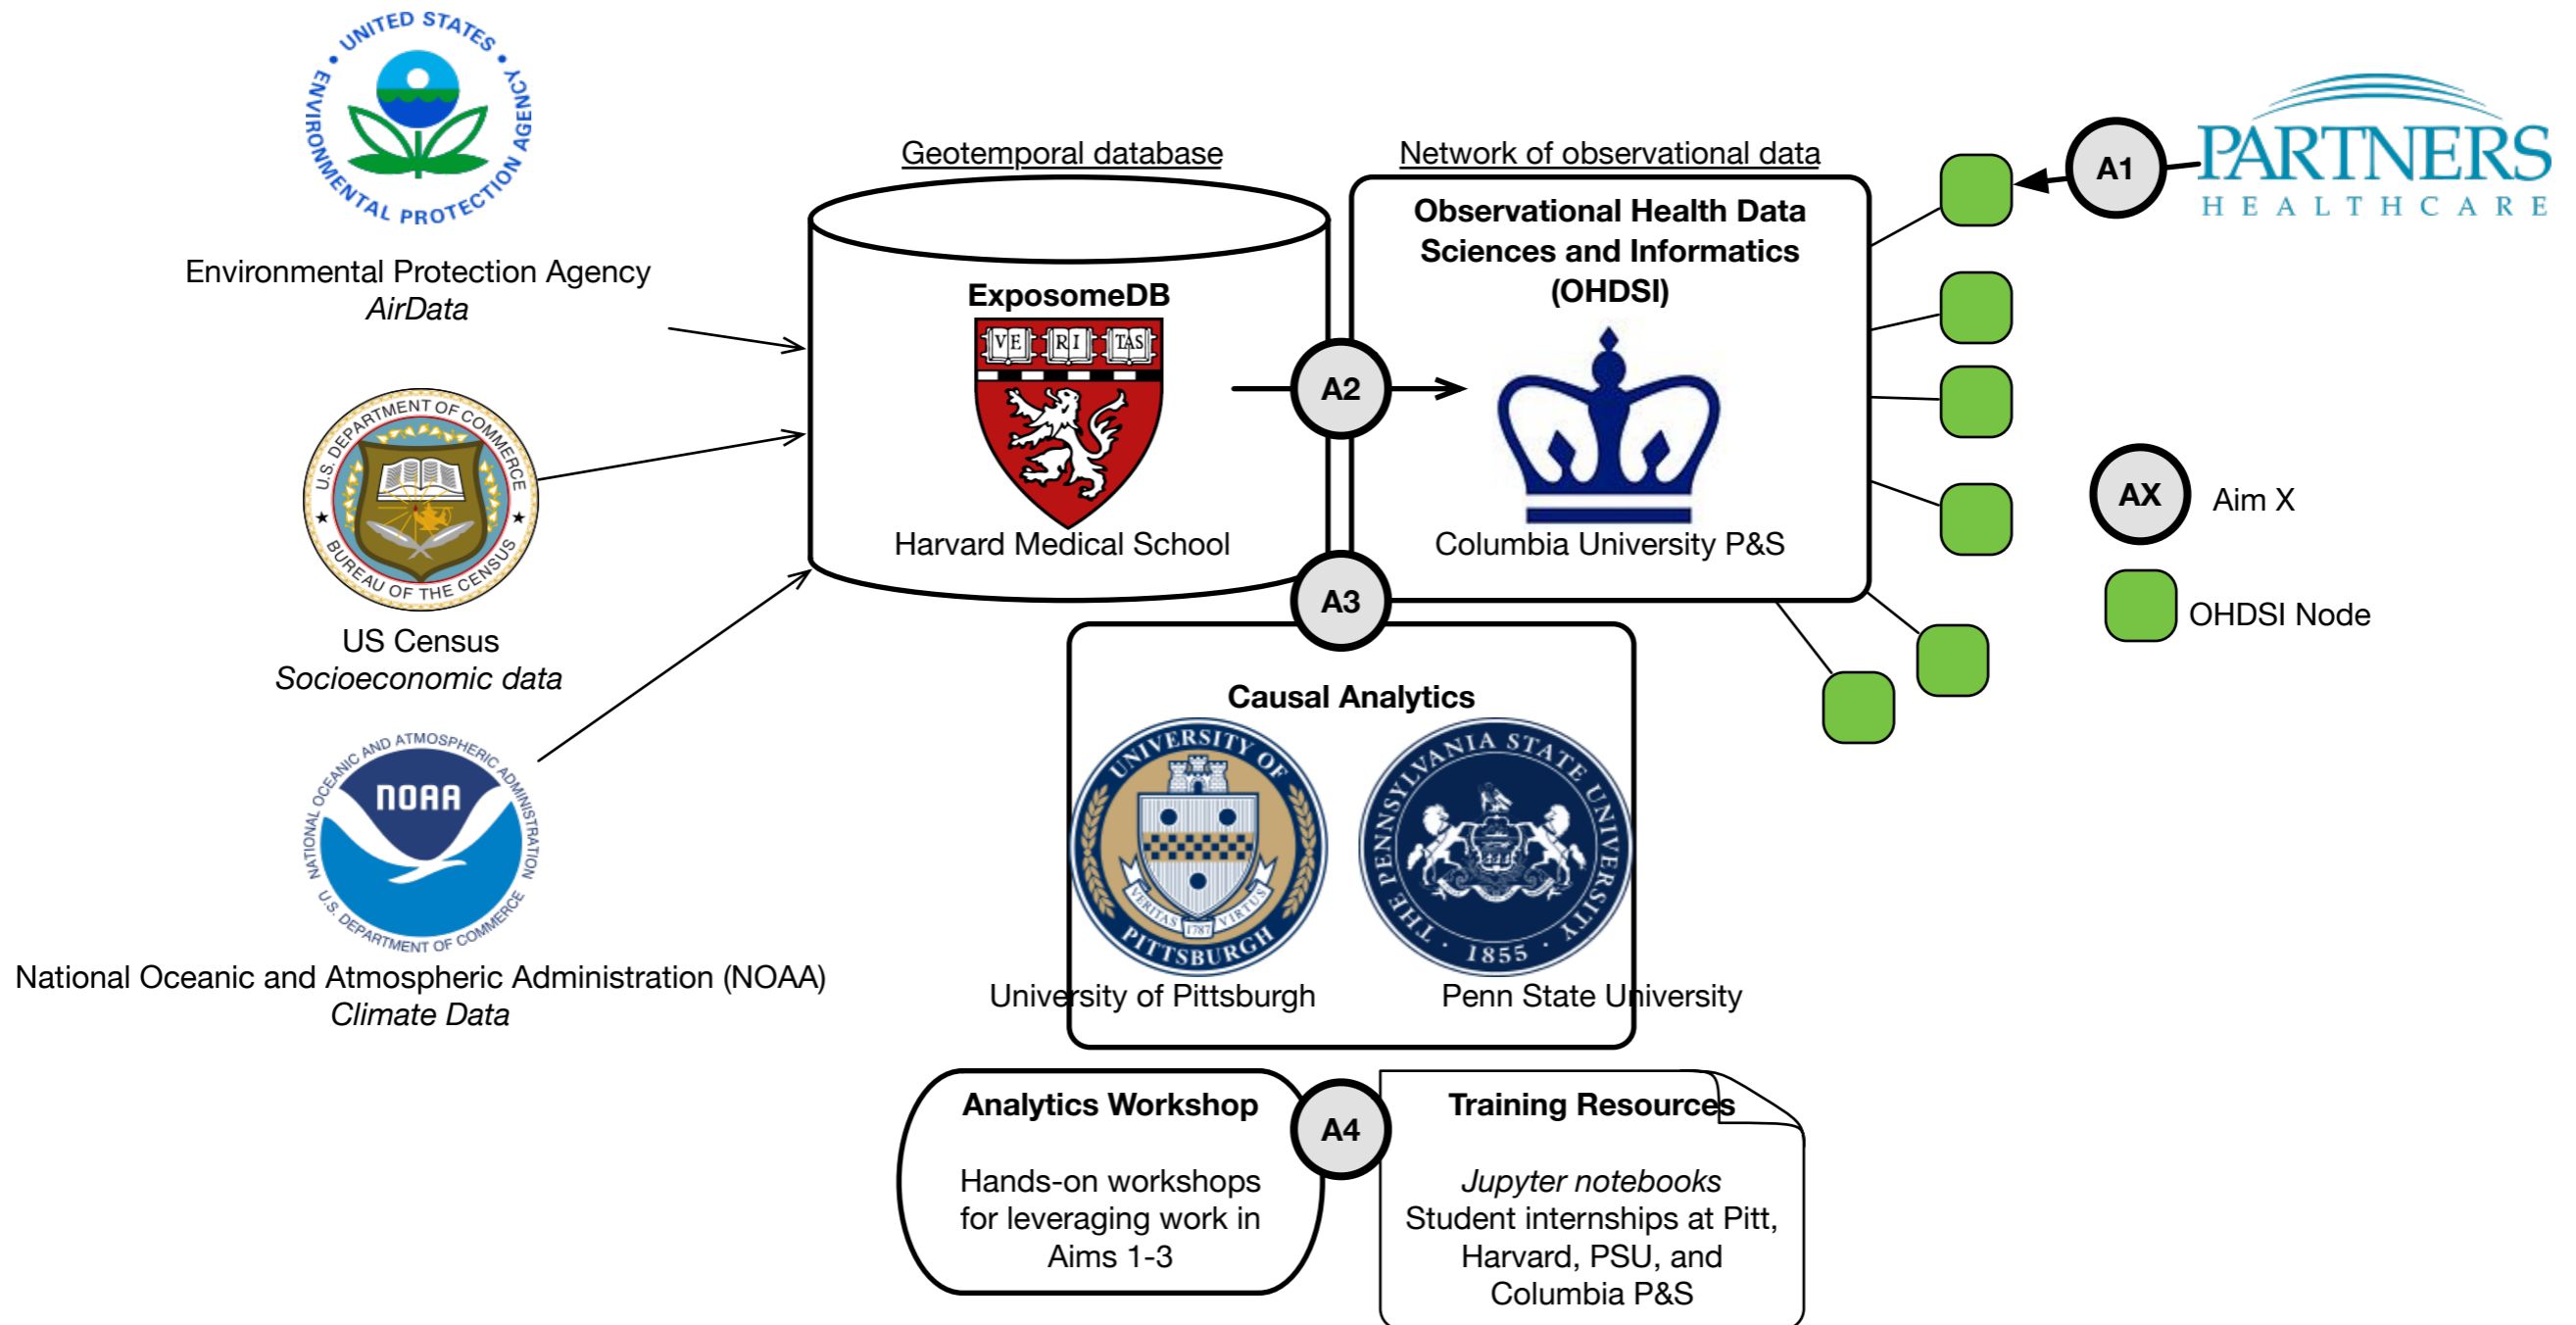 UNITED STATES
ENVIRONMENTAL PROTECTION AGENCY
Environmental Protection Agency
AirData
U.S. DEPARTMENT OF COMMERCE
BUREAU OF THE CENSUS
US Census
Socioeconomic data
NATIONAL OCEANIC AND ATMOSPHERIC ADMINISTRATION
NOAA
U.S. DEPARTMENT OF COMMERCE
National Oceanic and Atmospheric Administration (NOAA)
Climate Data
Geotemporal database
ExposomeDB
VE RI TAS
Harvard Medical School
A2
Network of observational data
Observational Health Data
Sciences and Informatics
(OHDSI)
Columbia University P&S
A1
PARTNERS
HEALTHCARE
AX
Aim X
OHDSI Node
A3
Causal Analytics
UNIVERSITY OF
VERITAS VIRTUS
1787
PITTSBURGH
University of Pittsburgh
THE PENNSYLVANIA STATE UNIVERSITY
1855
Penn State University
Analytics Workshop
Hands-on workshops
for leveraging work in
Aims 1-3
A4
Training Resources
Jupyter notebooks
Student internships at Pitt,
Harvard, PSU, and
Columbia P&S